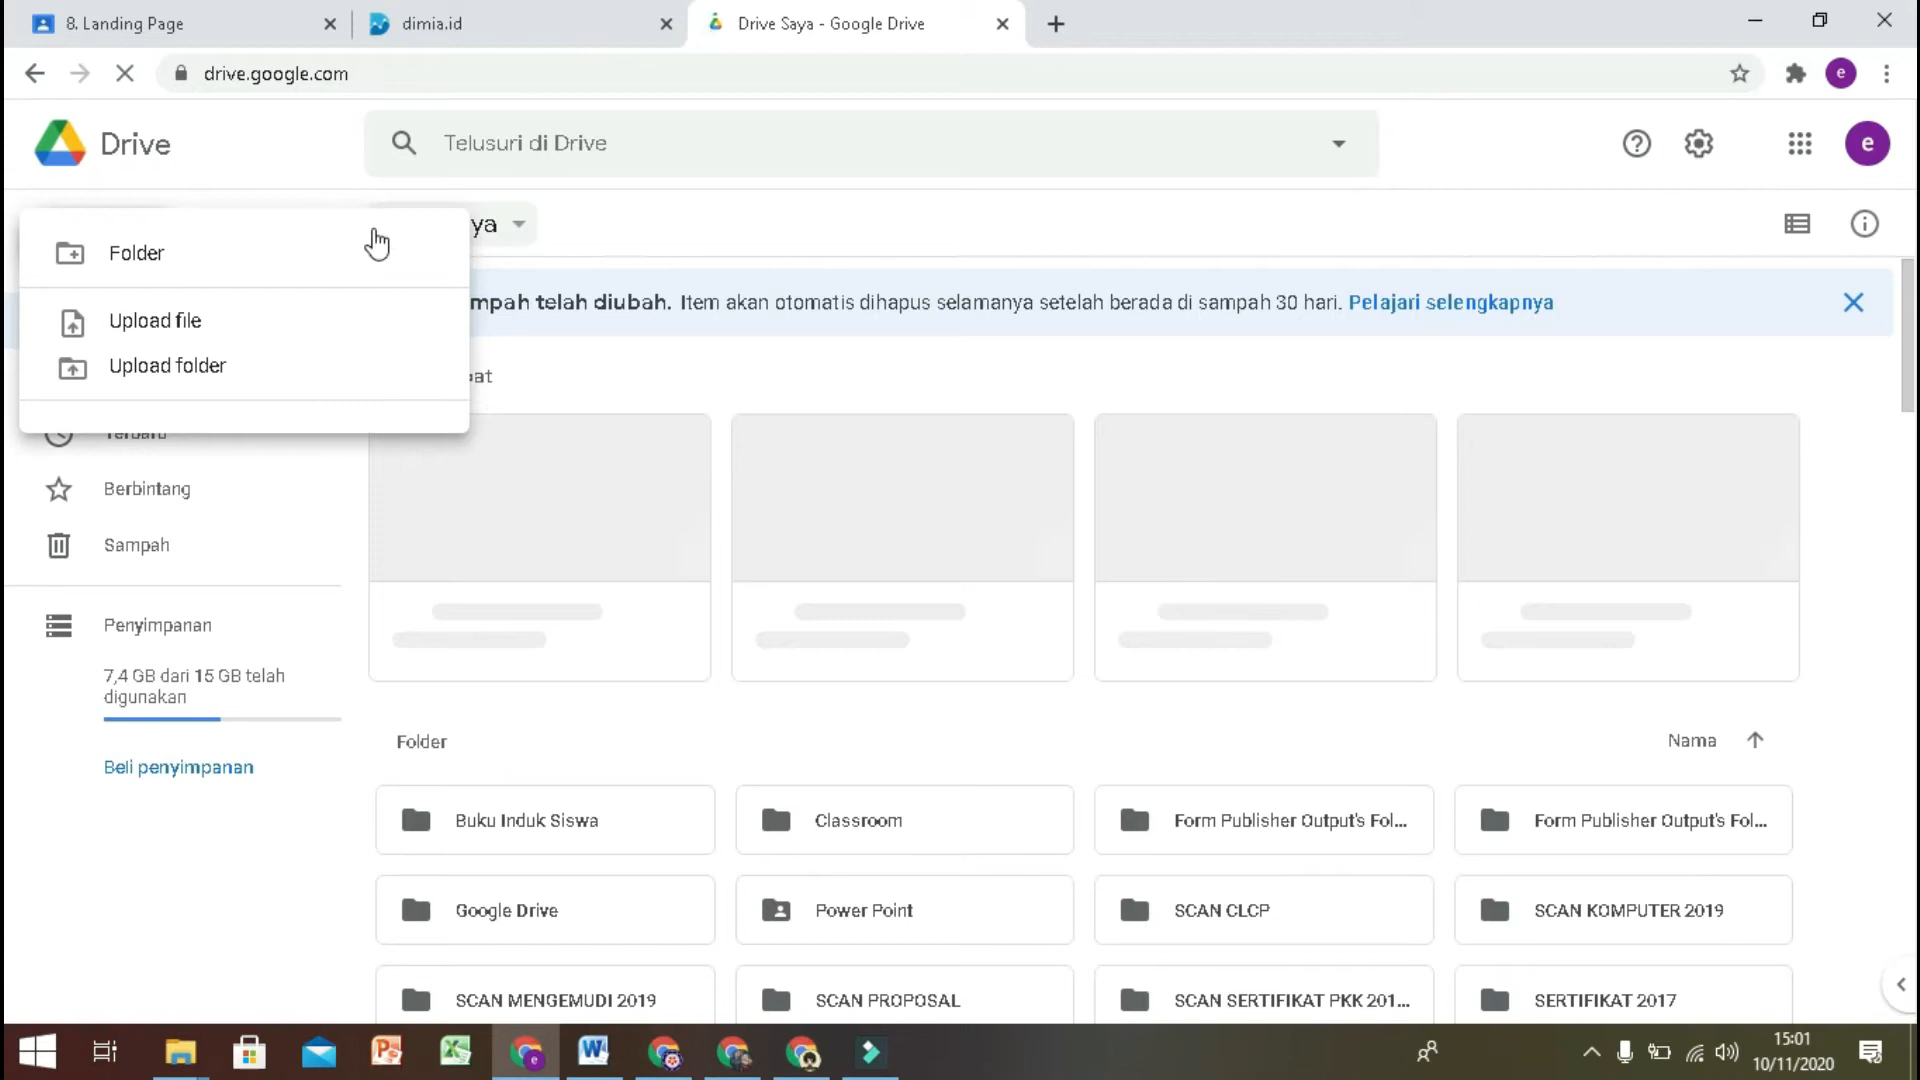 8. Landing Page
dimia.id
Drive Saya - Google Drive
drive.google.com
e
Drive
Telusuri di Drive
e
Folder
ya
Upload file
Upload folder
mpah telah diubah. Item akan otomatis dihapus selamanya setelah berada di sampah 30 hari. Pelajari selengkapnya
pat
Terbaru
Berbintang
Sampah
Penyimpanan
7,4 GB dari 15 GB telah
digunakan
Beli penyimpanan
Folder
Nama
Buku Induk Siswa
Classroom
Form Publisher Output's Fol...
Form Publisher Output's Fol...
Google Drive
Power Point
SCAN CLCP
SCAN KOMPUTER 2019
SCAN MENGEMUDI 2019
SCAN PROPOSAL
SCAN SERTIFIKAT PKK 201...
SERTIFIKAT 2017
15:01
10/11/2020